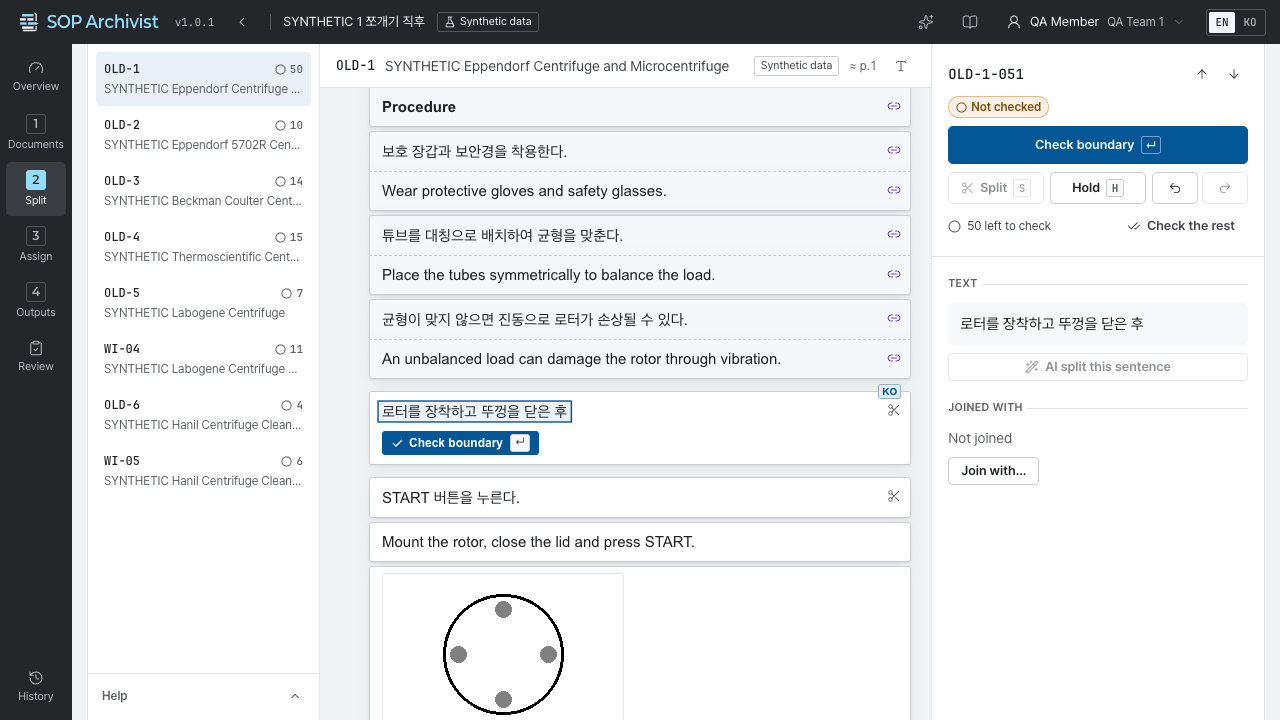 SOP Archivist v1.0.1 SYNTHETIC 1 쪼개기 직후 Synthetic data QA Member QA Team 1 EN KO
Overview
1
Documents
2
Split
3
Assign
4
Outputs
Review
History
OLD-1 50
SYNTHETIC Eppendorf Centrifuge ...
OLD-2 10
SYNTHETIC Eppendorf 5702R Cen...
OLD-3 14
SYNTHETIC Beckman Coulter Cent...
OLD-4 15
SYNTHETIC Thermoscientific Cent...
OLD-5 7
SYNTHETIC Labogene Centrifuge
WI-04 11
SYNTHETIC Labogene Centrifuge ...
OLD-6 4
SYNTHETIC Hanil Centrifuge Clean...
WI-05 6
SYNTHETIC Hanil Centrifuge Clean...
Help
OLD-1 SYNTHETIC Eppendorf Centrifuge and Microcentrifuge Synthetic data ≈ p.1
Procedure
보호 장갑과 보안경을 착용한다.
Wear protective gloves and safety glasses.
튜브를 대칭으로 배치하여 균형을 맞춘다.
Place the tubes symmetrically to balance the load.
균형이 맞지 않으면 진동으로 로터가 손상될 수 있다.
An unbalanced load can damage the rotor through vibration.
KO
로터를 장착하고 뚜껑을 닫은 후
Check boundary ↵
START 버튼을 누른다.
Mount the rotor, close the lid and press START.
OLD-1-051
Not checked
Check boundary ↵
Split S Hold H
50 left to check Check the rest
TEXT
로터를 장착하고 뚜껑을 닫은 후
AI split this sentence
JOINED WITH
Not joined
Join with...